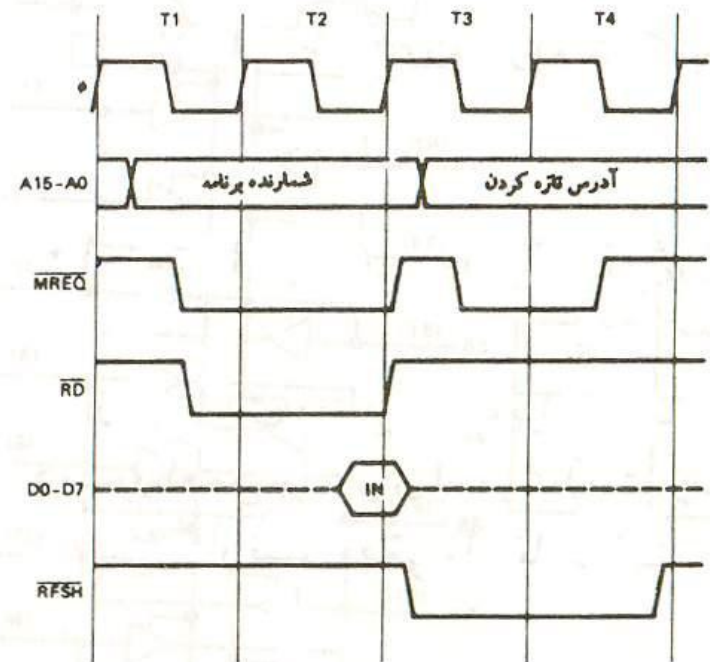 T1 T2 T3 T4
φ
A15-A0 شمارنده برنامه آدرس تازه کردن
MREQ
RD
D0-D7 IN
RFSH